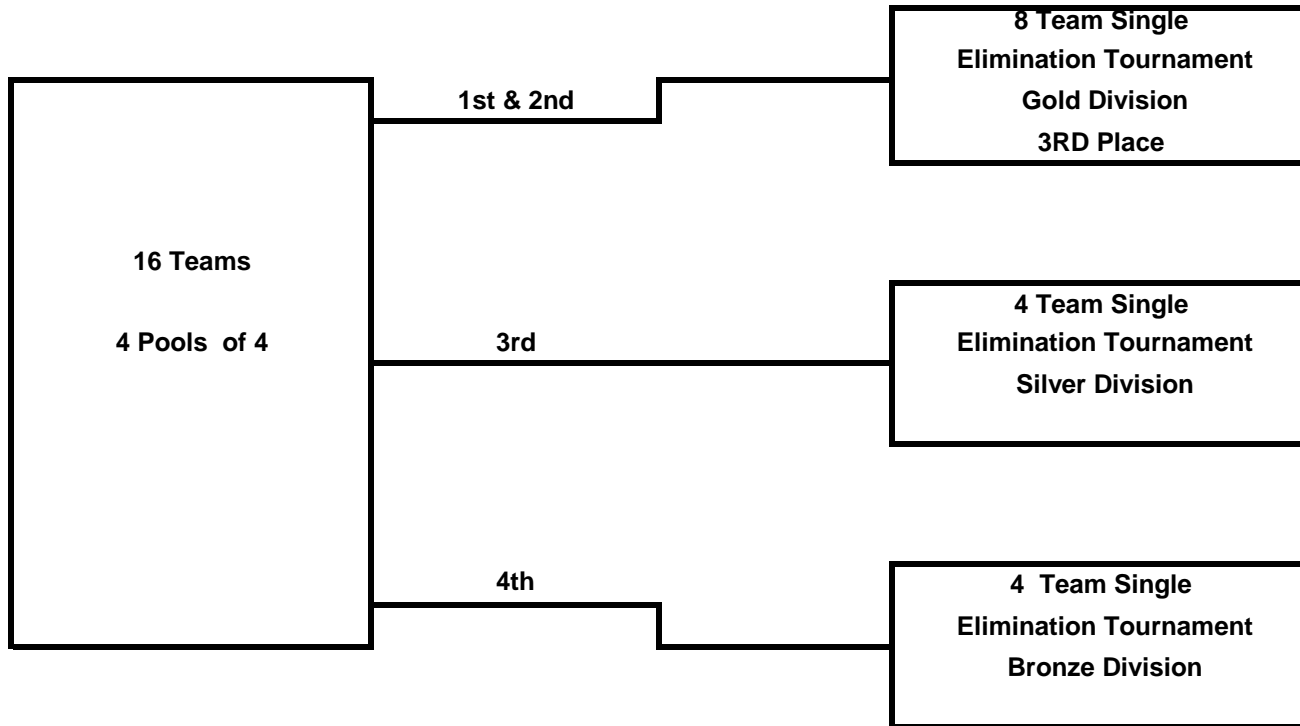 16 Teams
4 Pools of 4
1st & 2nd
3rd
4th
8 Team Single
Elimination Tournament
Gold Division
3RD Place
4 Team Single
Elimination Tournament
Silver Division
4 Team Single
Elimination Tournament
Bronze Division